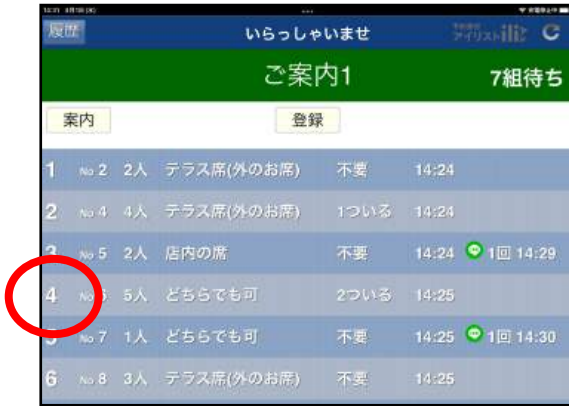 履歴 いらっしゃいませ アイリスト iliz
ご案内1 7組待ち
案内 登録
1 No 2 2人 テラス席(外のお席) 不要 14:24
2 No 4 4人 テラス席(外のお席) 1ついる 14:24
3 No 5 2人 店内の席 不要 14:24 1回 14:29
4 No 6 5人 どちらでも可 2ついる 14:25
5 No 7 1人 どちらでも可 不要 14:25 1回 14:30
6 No 8 3人 テラス席(外のお席) 不要 14:25